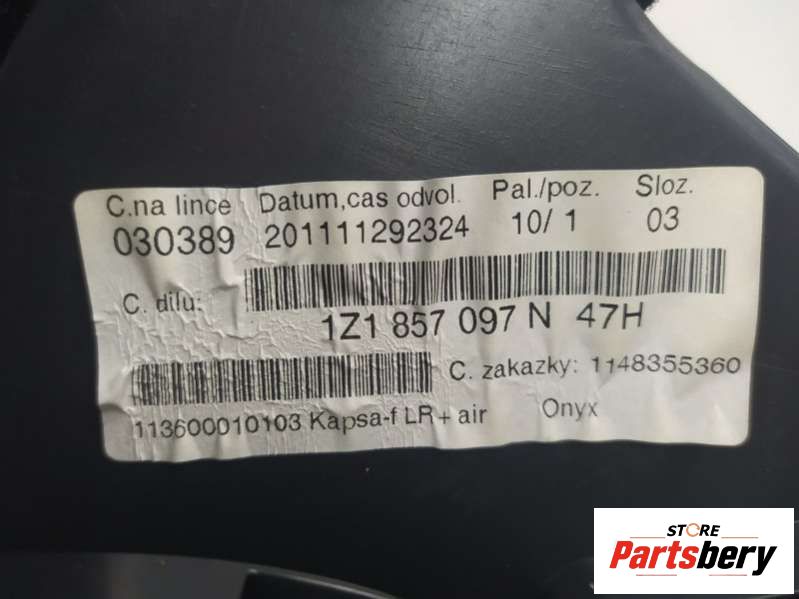 C.na lince Datum,cas odvol. Pal./poz. Sloz.
030389 201111292324 10/ 1 03
C. dilu:
1Z1 857 097 N 47H
C. zakazky: 1148355360
113600010103 Kapsa-f LR+ air Onyx
STORE
Partsbery